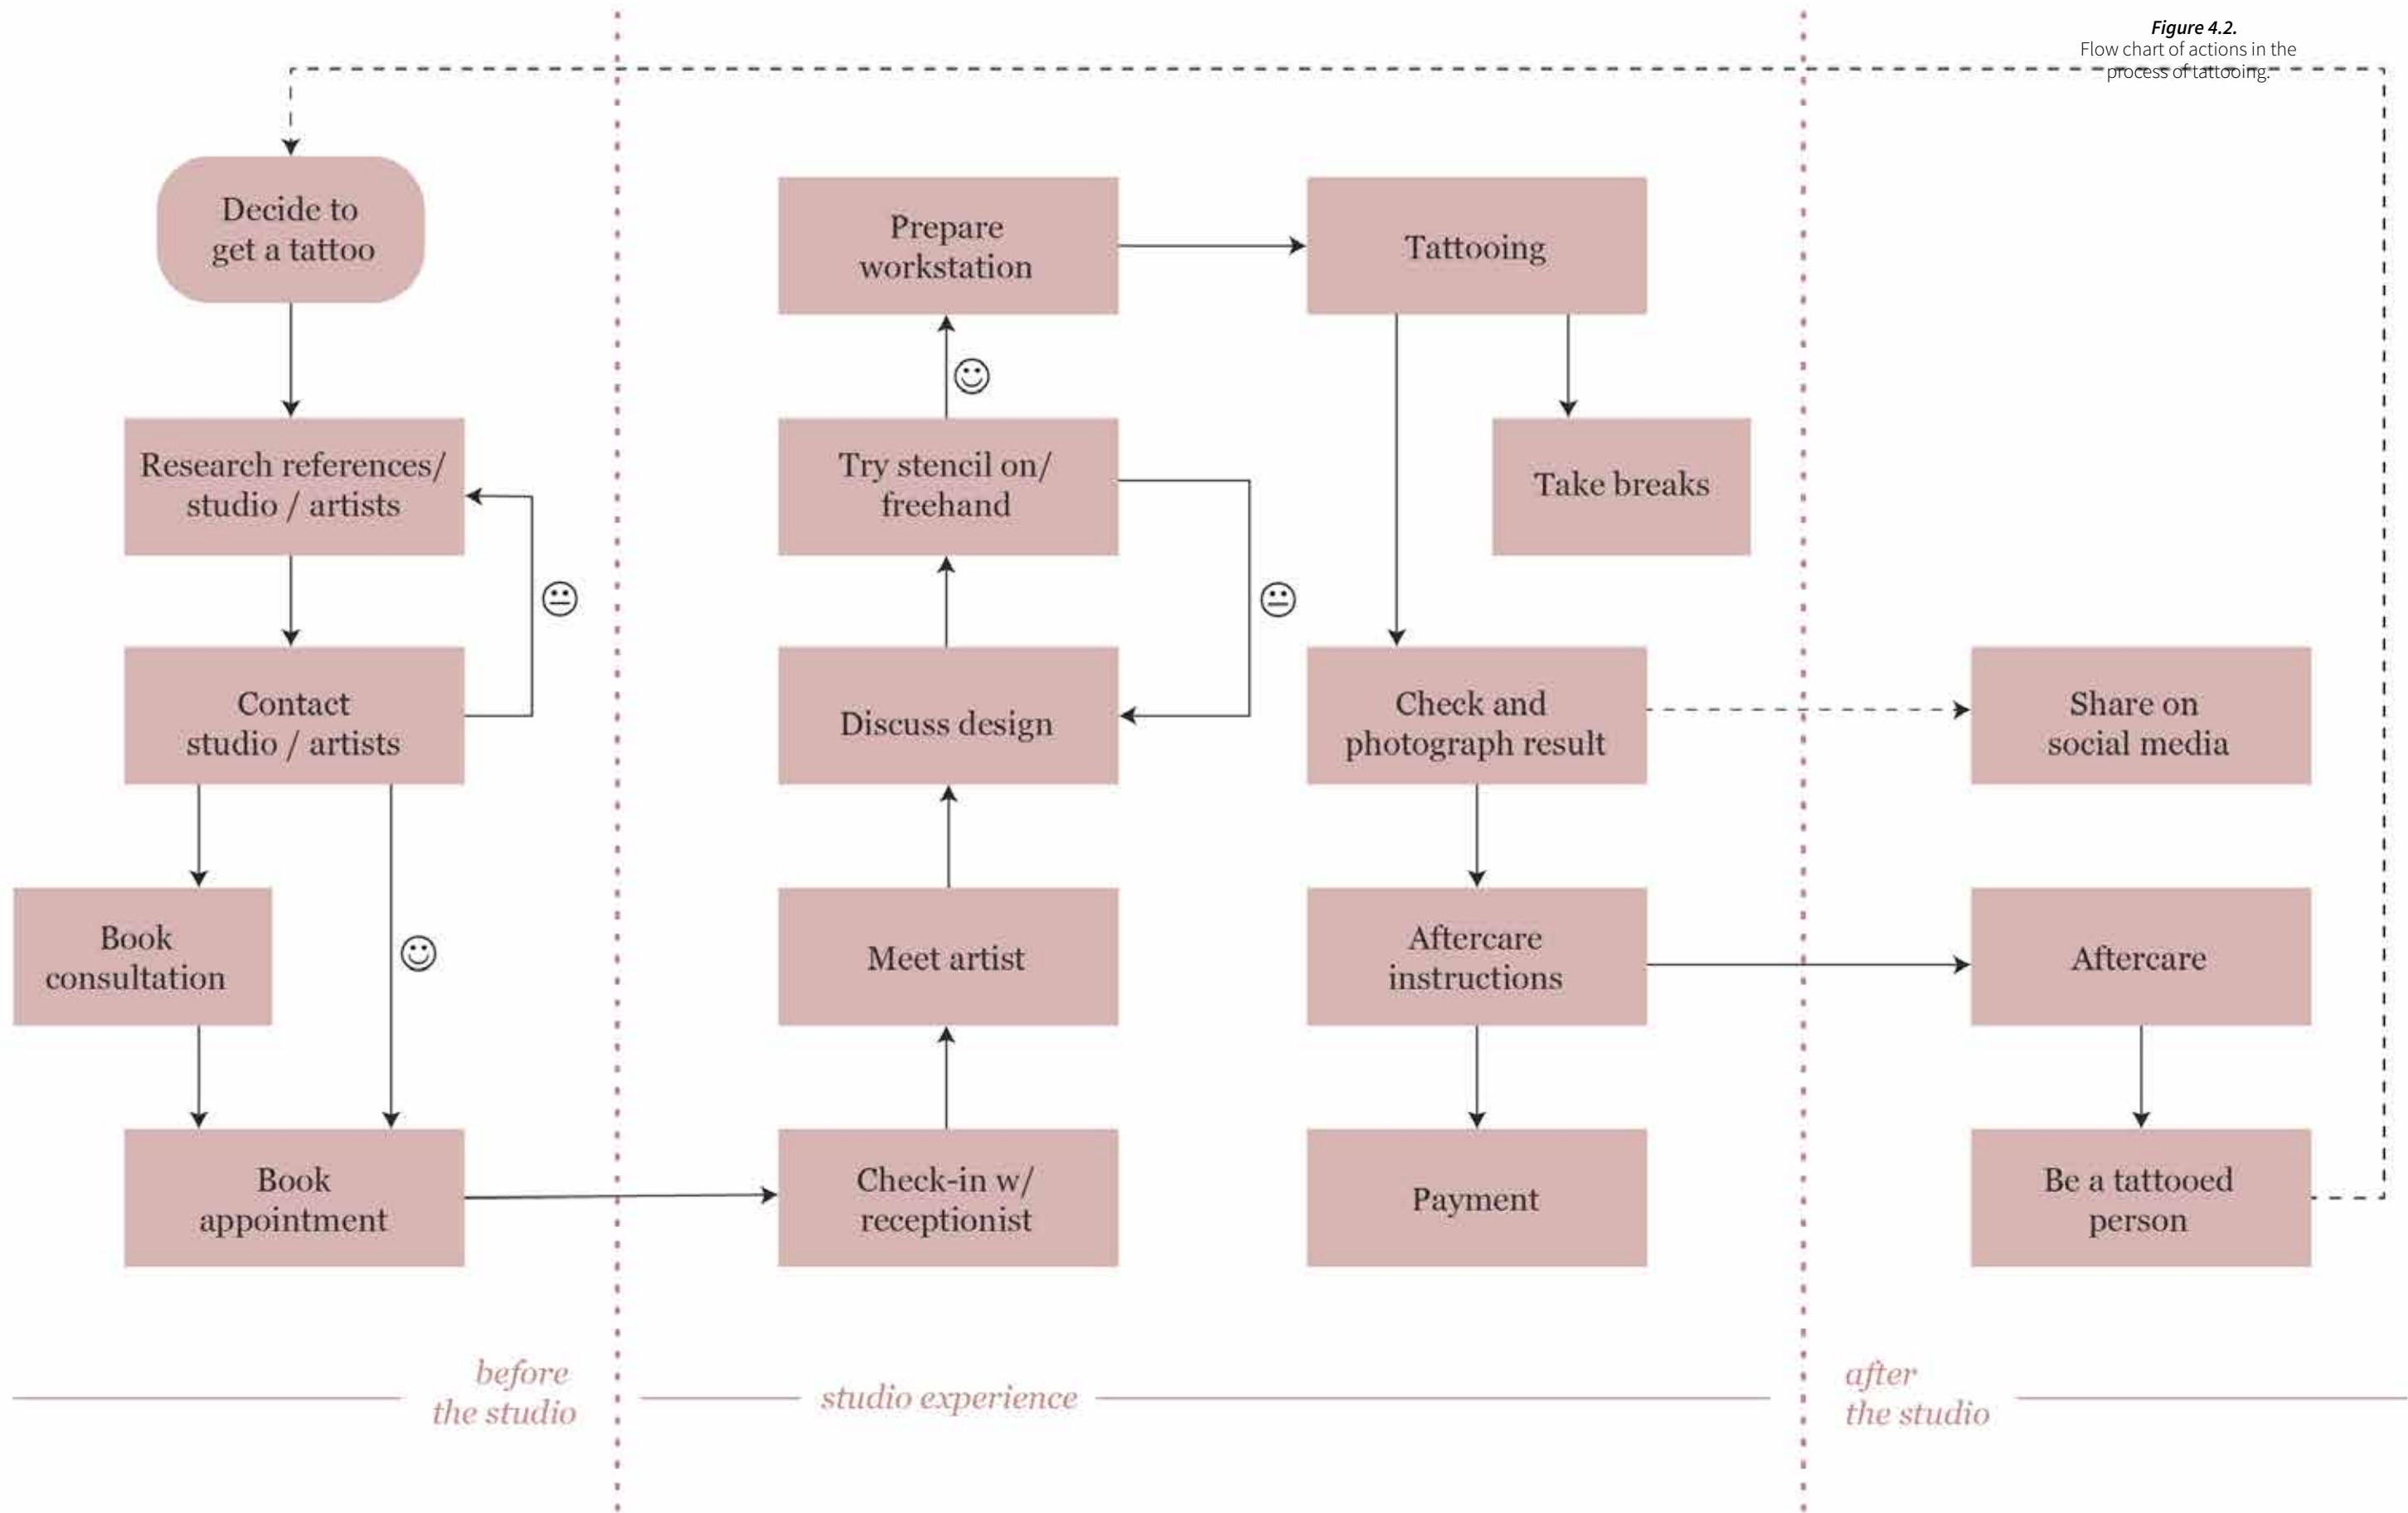 Figure 4.2.
Flow chart of actions in the
process of tattooing.
Decide to
get a tattoo
Research references/
studio / artists
Contact
studio / artists
Book
consultation
Book
appointment
Prepare
workstation
Try stencil on/
freehand
Discuss design
Meet artist
Check-in w/
receptionist
Tattooing
Take breaks
Check and
photograph result
Aftercare
instructions
Payment
Share on
social media
Aftercare
Be a tattooed
person
before
the studio
studio experience
after
the studio